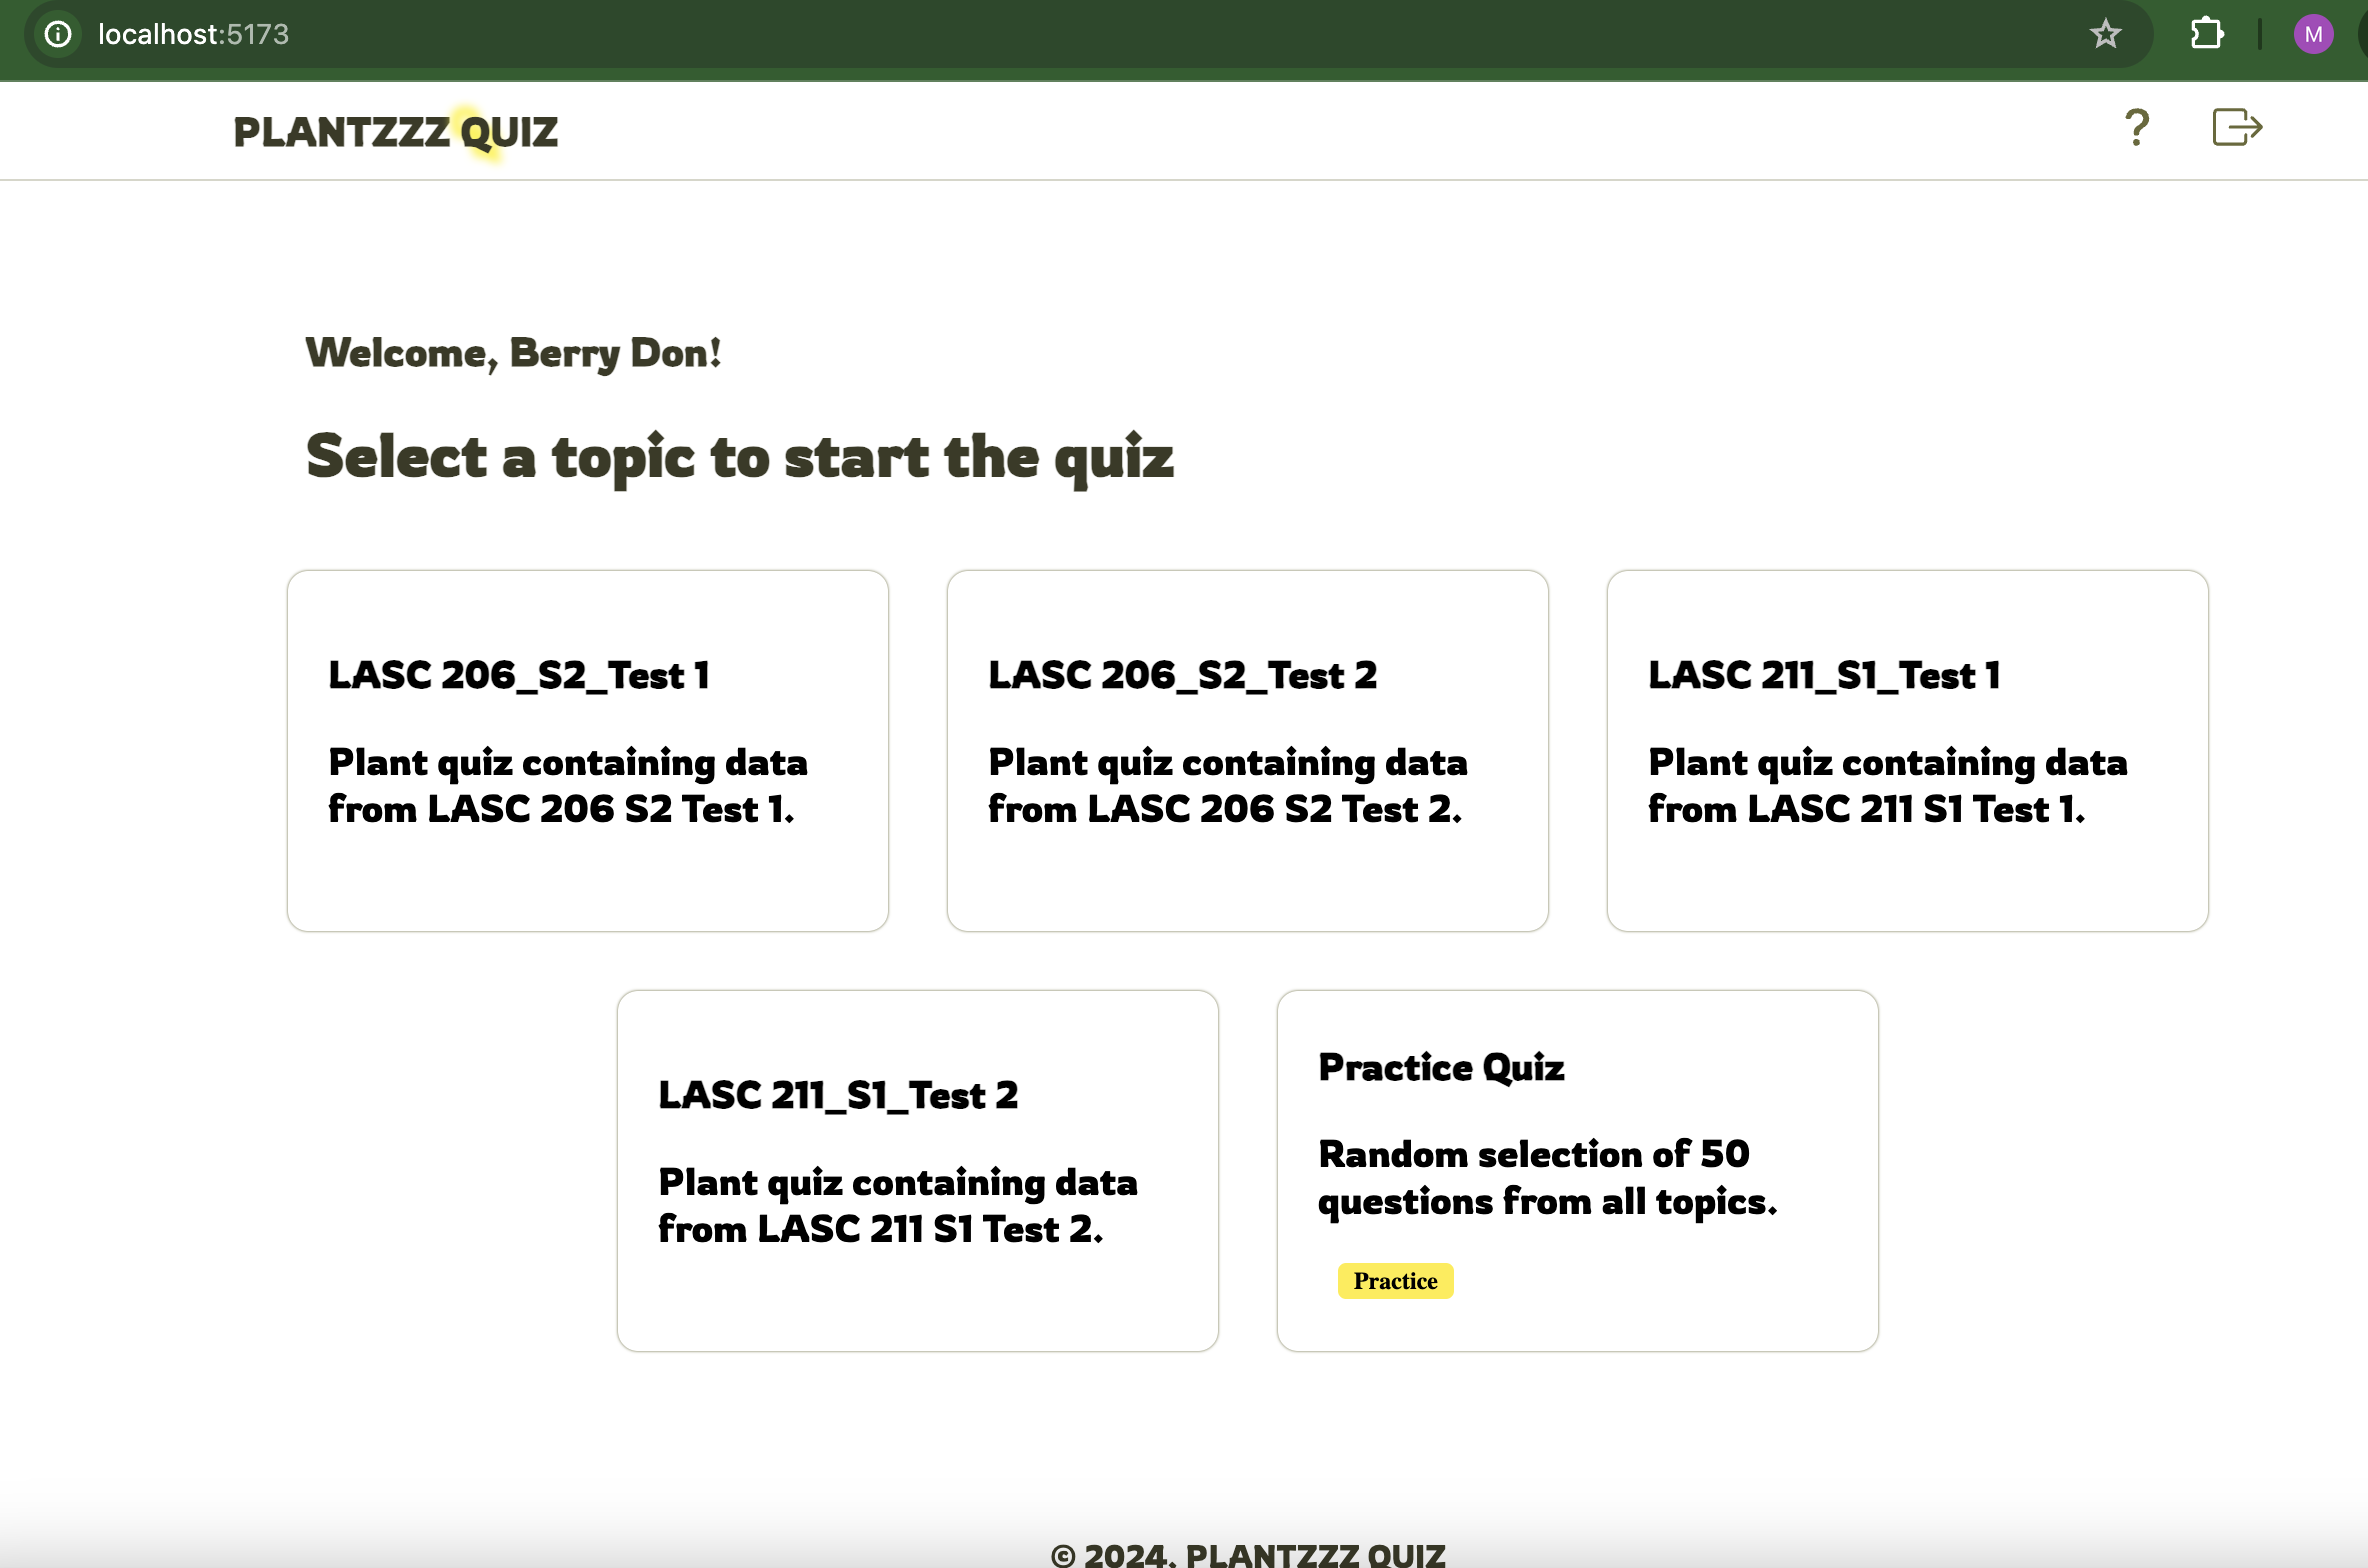 localhost:5173
M
PLANTZZZ QUIZ
?
Welcome, Berry Don!
Select a topic to start the quiz
LASC 206_S2_Test 1
Plant quiz containing data
from LASC 206 S2 Test 1.
LASC 206_S2_Test 2
Plant quiz containing data
from LASC 206 S2 Test 2.
LASC 211_S1_Test 1
Plant quiz containing data
from LASC 211 S1 Test 1.
LASC 211_S1_Test 2
Plant quiz containing data
from LASC 211 S1 Test 2.
Practice Quiz
Random selection of 50
questions from all topics.
Practice
© 2024. PLANTZZZ QUIZ